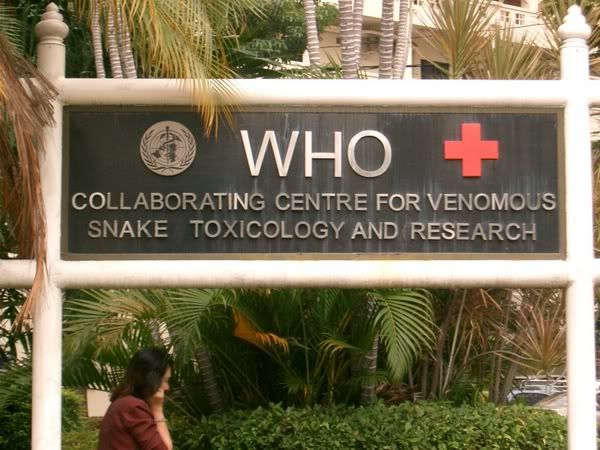 WHO
COLLABORATING CENTRE FOR VENOMOUS
SNAKE TOXICOLOGY AND RESEARCH